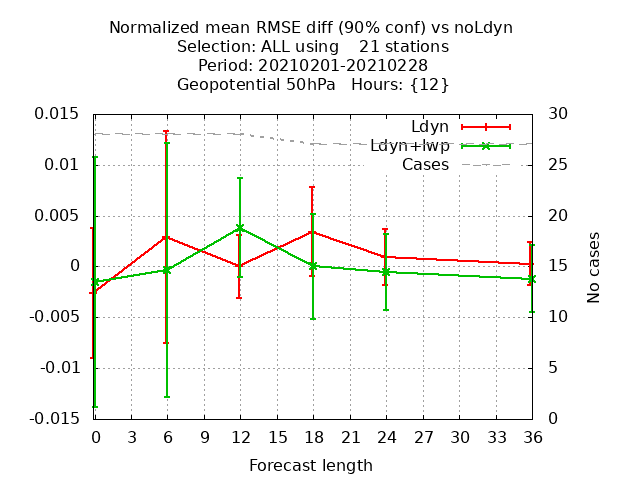 Normalized mean RMSE diff (90% conf) vs noLdyn
Selection: ALL using    21 stations
Period: 20210201-20210228
Geopotential 50hPa   Hours: {12}
0.015
0.01
0.005
0
-0.005
-0.01
-0.015
30
25
20
15
10
5
0
Ldyn
Ldyn+lwp
Cases
No cases
0 3 6 9 12 15 18 21 24 27 30 33 36
Forecast length